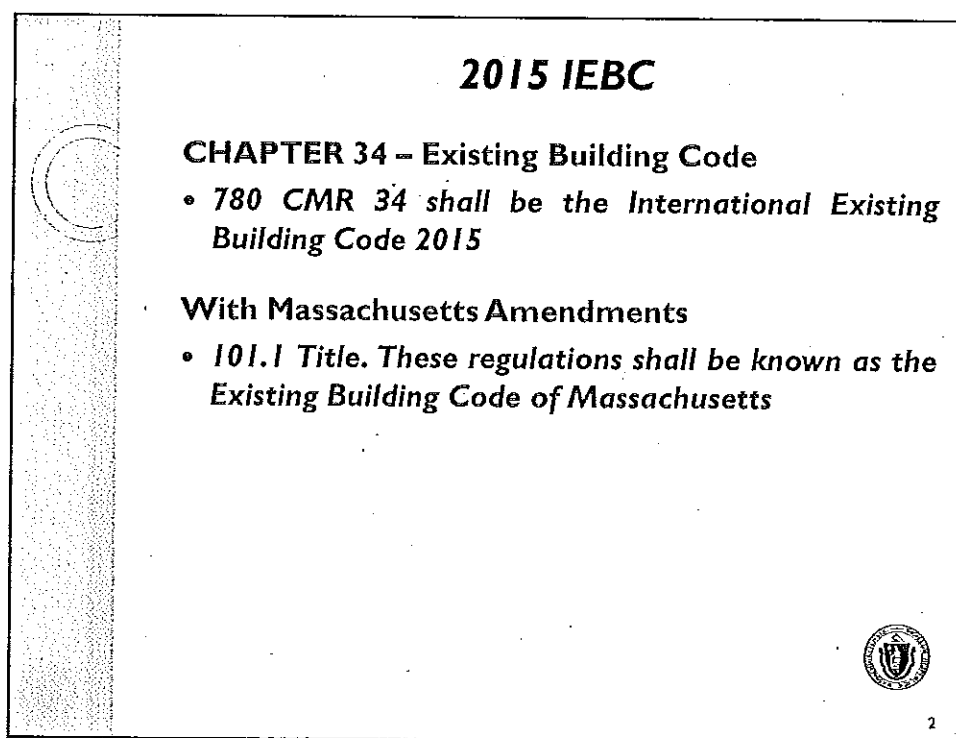 2015 IEBC
CHAPTER 34 – Existing Building Code
• 780 CMR 34 shall be the International Existing
Building Code 2015
With Massachusetts Amendments
• 101.1 Title. These regulations shall be known as the
Existing Building Code of Massachusetts
2